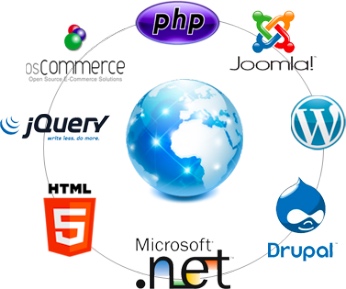 php
osCommerce
Open Source E-Commerce Solutions
Joomla!
jQuery
write less, do more.
W
HTML
5
Drupal
Microsoft
.net